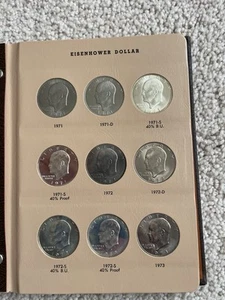 EISENHOWER DOLLAR
1971
1971-D
1971-S
40% B.U.
1971-S
40% Proof
1972
1972-D
1972-S
40% B.U.
1972-S
40% Proof
1973